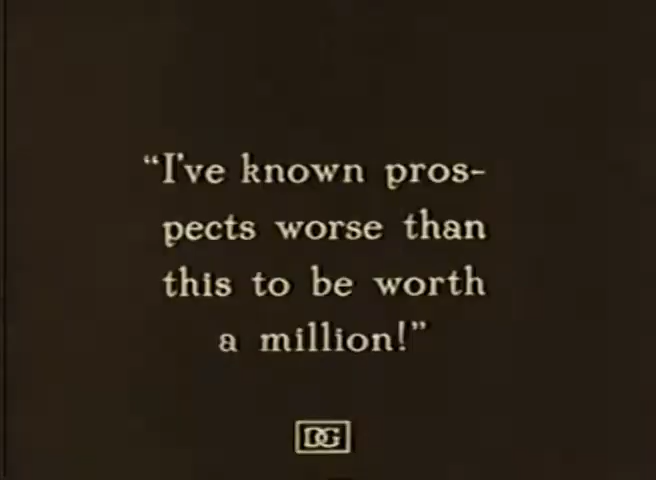 “I've known pros-
pects worse than
this to be worth
a million!”
DG